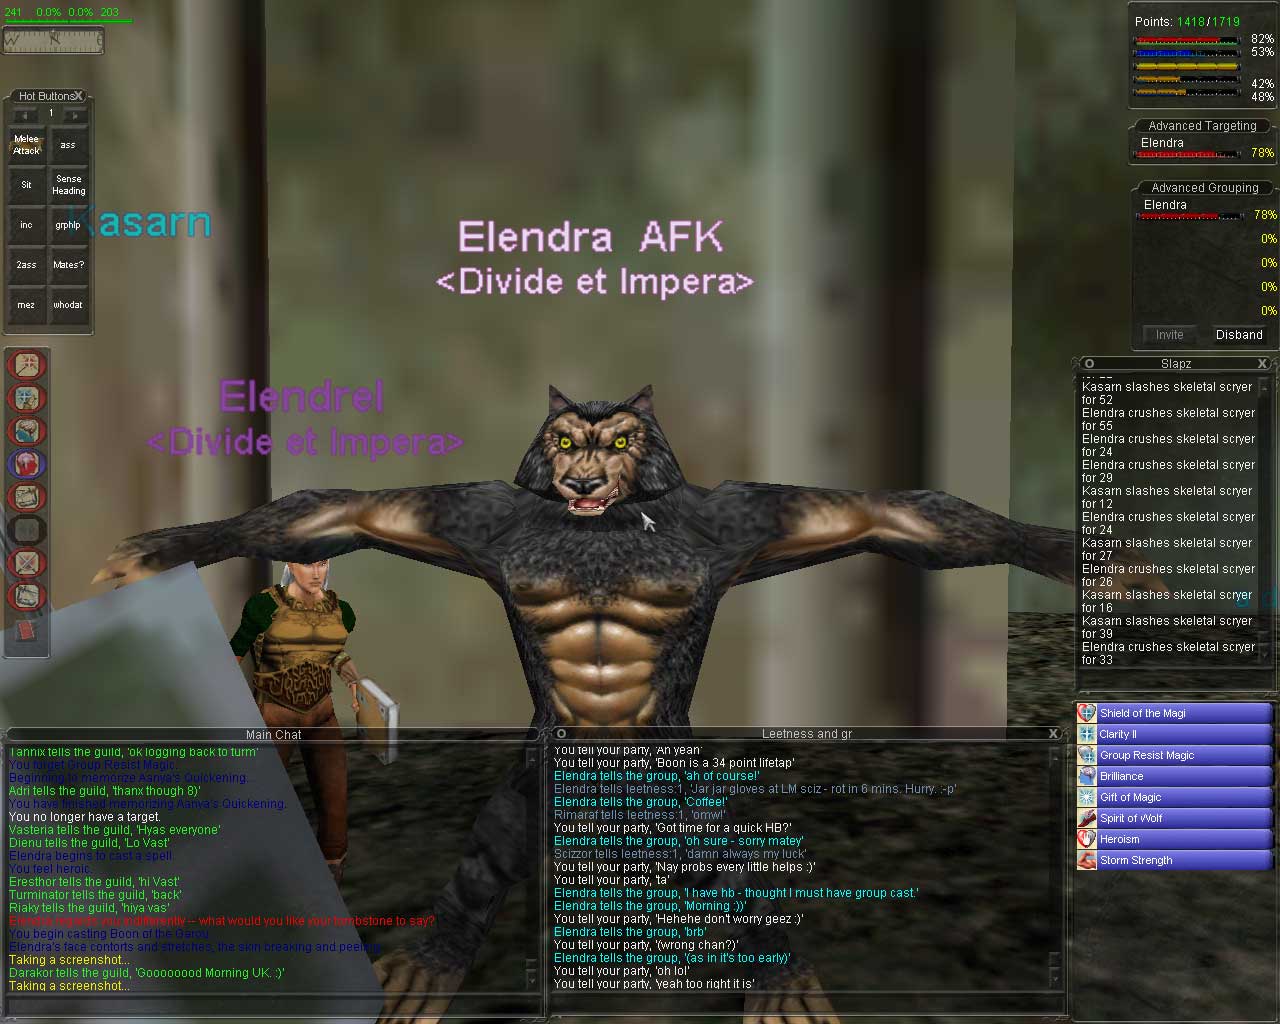 241 0.0% 0.0% 203
W N
Hot Buttons X
1
Melee Attack
ass
Sit
Sense Heading
inc
grphlp
2ass
Mates?
mez
whodat
Kasarn
Elendra AFK
<Divide et Impera>
Elendrel
<Divide et Impera>
Points: 1418/1719
82%
53%
42%
48%
Advanced Targeting
Elendra
78%
Advanced Grouping
Elendra
78%
0%
0%
0%
0%
Invite Disband
O Slapz X
Kasarn slashes skeletal scryer
for 52
Elendra crushes skeletal scryer
for 55
Elendra crushes skeletal scryer
for 24
Elendra crushes skeletal scryer
for 29
Kasarn slashes skeletal scryer
for 12
Elendra crushes skeletal scryer
for 24
Kasarn slashes skeletal scryer
for 27
Elendra crushes skeletal scryer
for 26
Kasarn slashes skeletal scryer
for 16
Kasarn slashes skeletal scryer
for 39
Elendra crushes skeletal scryer
for 33
Shield of the Magi
Clarity II
Group Resist Magic
Brilliance
Gift of Magic
Spirit of Wolf
Heroism
Storm Strength
Main Chat
Tannix tells the guild, 'ok logging back to turm'
You forget Group Resist Magic.
Beginning to memorize Aanya's Quickening...
Adri tells the guild, 'thanx though 8)'
You have finished memorizing Aanya's Quickening.
You no longer have a target.
Vasteria tells the guild, 'Hyas everyone'
Dienu tells the guild, 'Lo Vast'
Elendra begins to cast a spell.
You feel heroic.
Eresthor tells the guild, 'hi Vast'
Turminator tells the guild, 'back'
Riaky tells the guild, 'hiya vas'
Elendra regards you indifferently -- what would you like your tombstone to say?
You begin casting Boon of the Garou.
Elendra's face contorts and stretches, the skin breaking and peeling.
Taking a screenshot...
Darakor tells the guild, 'Goooooood Morning UK. :)'
Taking a screenshot...
O Leetness and gr X
You tell your party, 'Ah yeah'
You tell your party, 'Boon is a 34 point lifetap'
Elendra tells the group, 'ah of course!'
Elendra tells leetness:1, 'Jar jar gloves at LM sciz - rot in 6 mins. Hurry. :-p'
Elendra tells the group, 'Coffee!'
Rimaraf tells leetness:1, 'omw!'
You tell your party, 'Got time for a quick HB?'
Elendra tells the group, 'oh sure - sorry matey'
Scizzor tells leetness:1, 'damn always my luck'
You tell your party, 'Nay probs every little helps :)'
You tell your party, 'ta'
Elendra tells the group, 'I have hb - thought I must have group cast.'
Elendra tells the group, 'Morning :))'
You tell your party, 'Hehehe don't worry geez :)'
Elendra tells the group, 'brb'
You tell your party, '(wrong chan?)'
Elendra tells the group, '(as in it's too early)'
You tell your party, 'oh lol'
You tell your party, 'yeah too right it is'